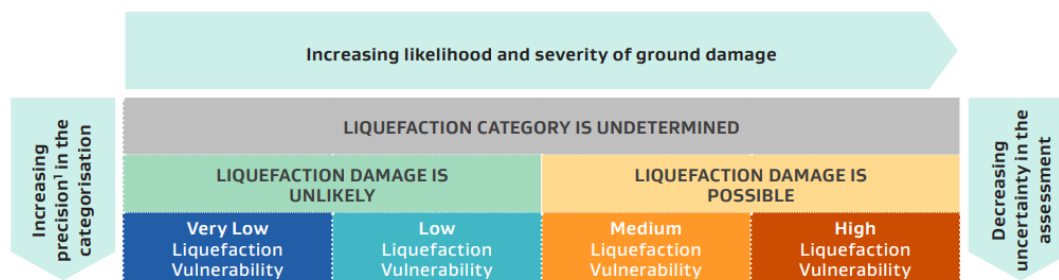 Increasing likelihood and severity of ground damage
Increasing
precision¹ in the
categorisation
LIQUEFACTION CATEGORY IS UNDETERMINED
LIQUEFACTION DAMAGE IS
UNLIKELY
LIQUEFACTION DAMAGE IS
POSSIBLE
Very Low
Liquefaction
Vulnerability
Low
Liquefaction
Vulnerability
Medium
Liquefaction
Vulnerability
High
Liquefaction
Vulnerability
Decreasing
uncertainty in the
assessment